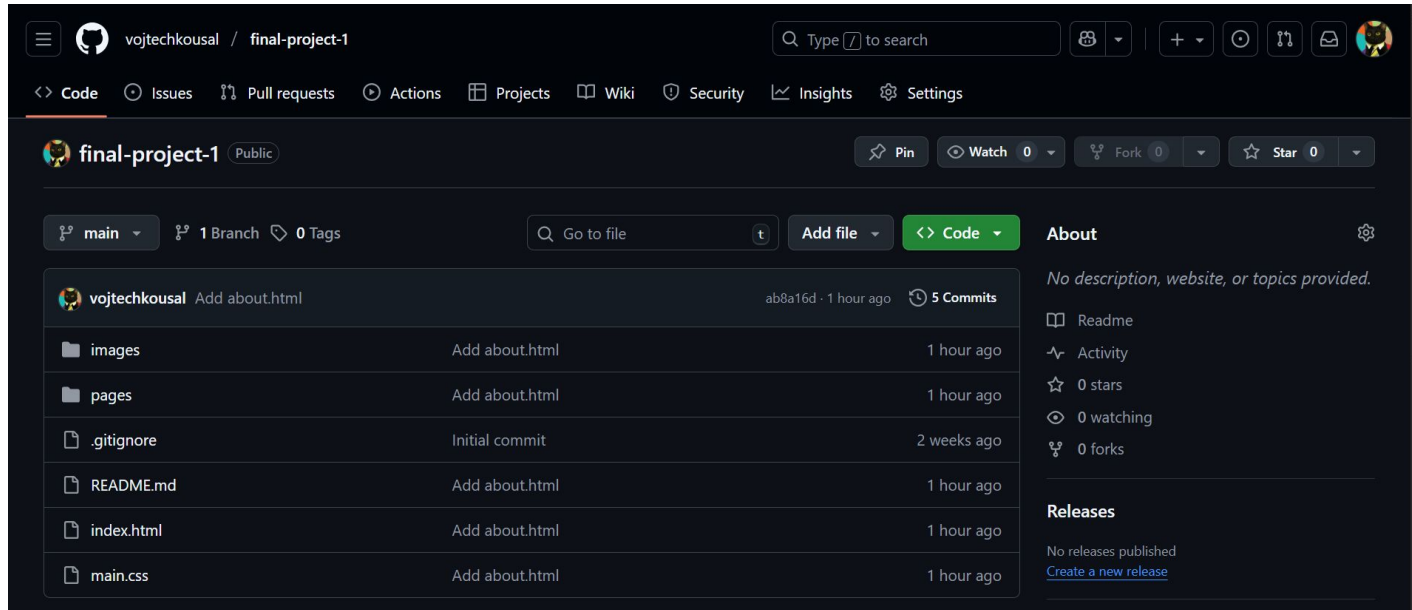 vojtechkousal / final-project-1 Type / to search
Code Issues Pull requests Actions Projects Wiki Security Insights Settings
final-project-1 Public Pin Watch 0 Fork 0 Star 0
main 1 Branch 0 Tags Go to file t Add file Code
vojtechkousal Add about.html ab8a16d · 1 hour ago 5 Commits
images Add about.html 1 hour ago
pages Add about.html 1 hour ago
.gitignore Initial commit 2 weeks ago
README.md Add about.html 1 hour ago
index.html Add about.html 1 hour ago
main.css Add about.html 1 hour ago
About
No description, website, or topics provided.
Readme
Activity
0 stars
0 watching
0 forks
Releases
No releases published
Create a new release